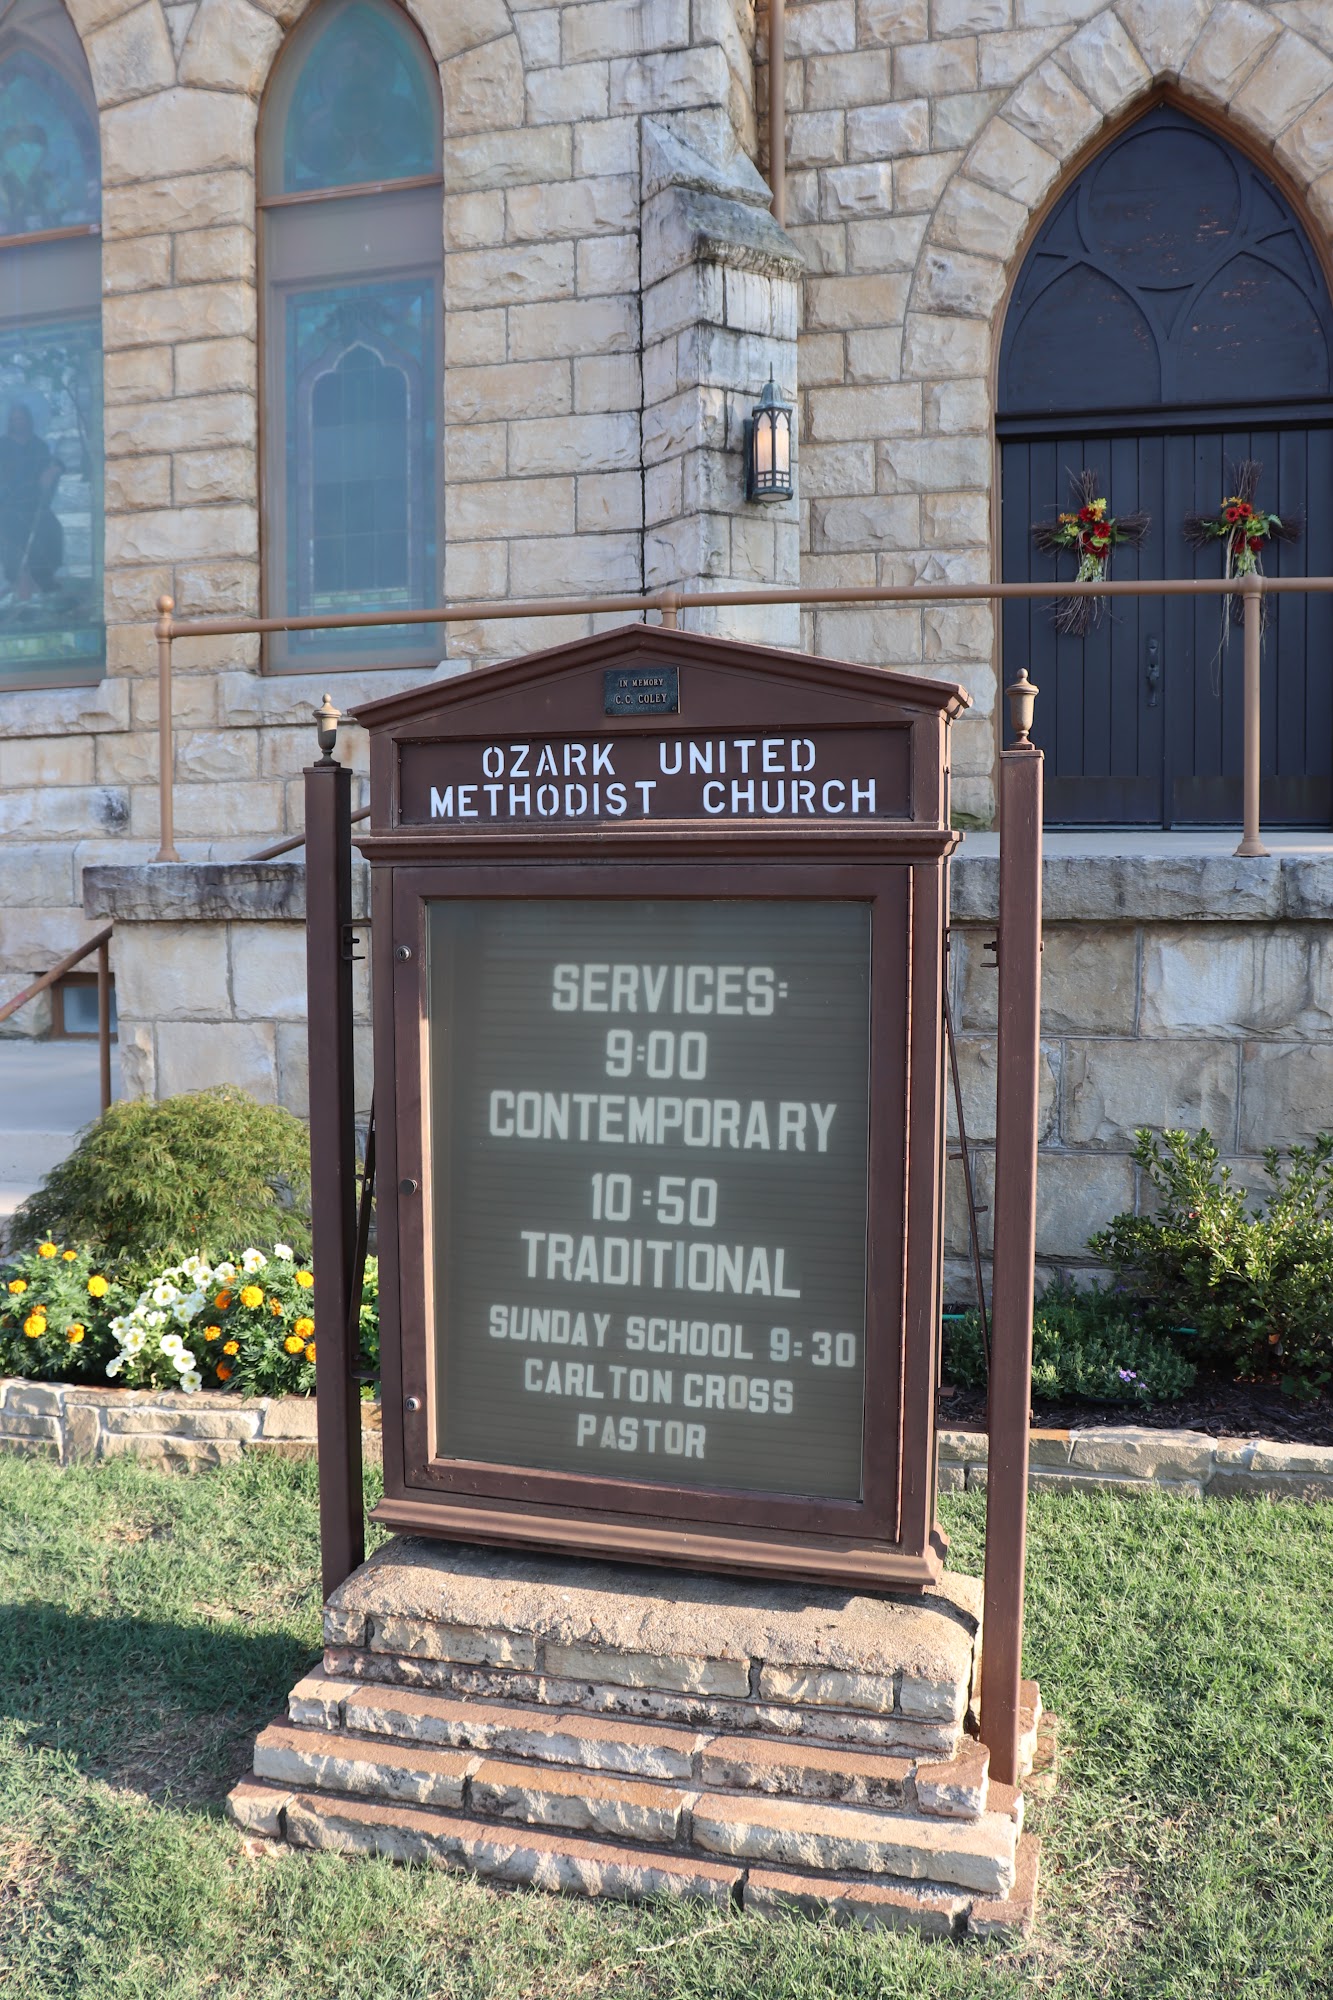 IN MEMORY
C.C. COLEY
OZARK UNITED
METHODIST CHURCH
SERVICES:
9:00
CONTEMPORARY
10:50
TRADITIONAL
SUNDAY SCHOOL 9:30
CARLTON CROSS
PASTOR